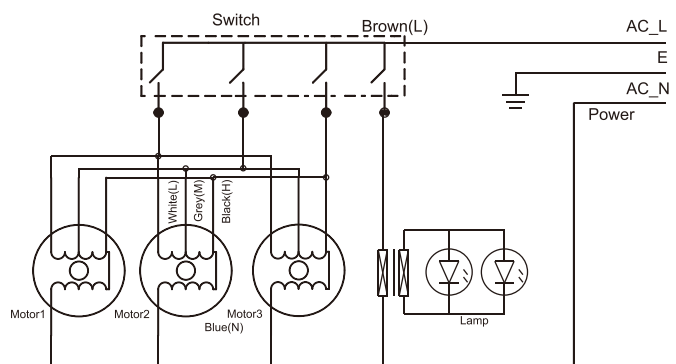 Switch
Brown(L)
AC_L
E
AC_N
Power
White(L)
Grey(M)
Black(H)
Motor1
Motor2
Motor3
Blue(N)
Lamp